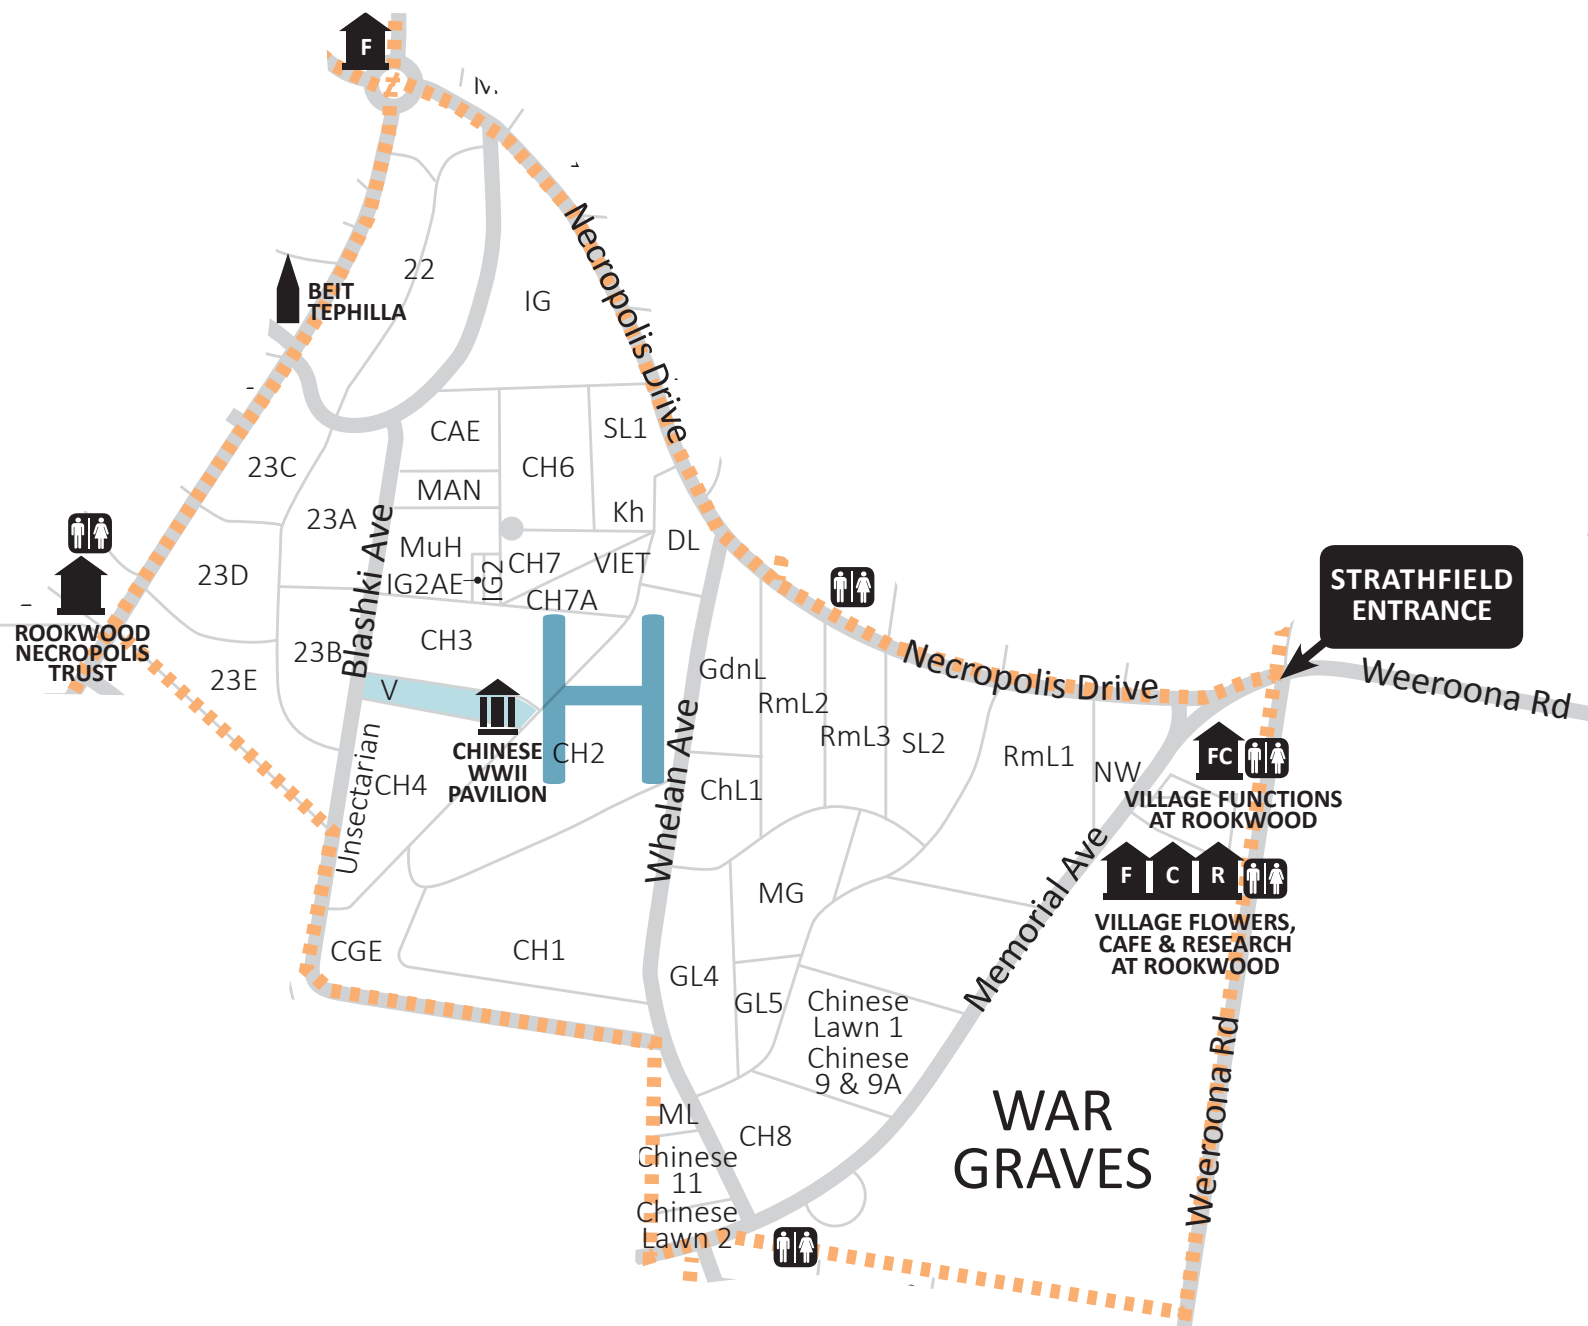 F
BEIT
TEPHILLA
22
IG
Necropolis Drive
CAE
SL1
23C
CH6
MAN
Kh
23A
DL
MuH
CH7
VIET
IG2AE
IG2
23D
CH7A
Blashki Ave
ROOKWOOD
NECROPOLIS
TRUST
CH3
23B
23E
V
H
CHINESE
WWII
PAVILION
CH2
CH4
Unsectarian
Whelan Ave
GdnL
RmL2
RmL3
SL2
RmL1
NW
ChL1
Necropolis Drive
STRATHFIELD
ENTRANCE
Weeroona Rd
FC
VILLAGE FUNCTIONS
AT ROOKWOOD
F
C
R
VILLAGE FLOWERS,
CAFE & RESEARCH
AT ROOKWOOD
Memorial Ave
MG
CGE
CH1
GL4
GL5
Chinese
Lawn 1
Chinese
9 & 9A
WAR
GRAVES
Weeroona Rd
ML
CH8
Chinese
11
Chinese
Lawn 2